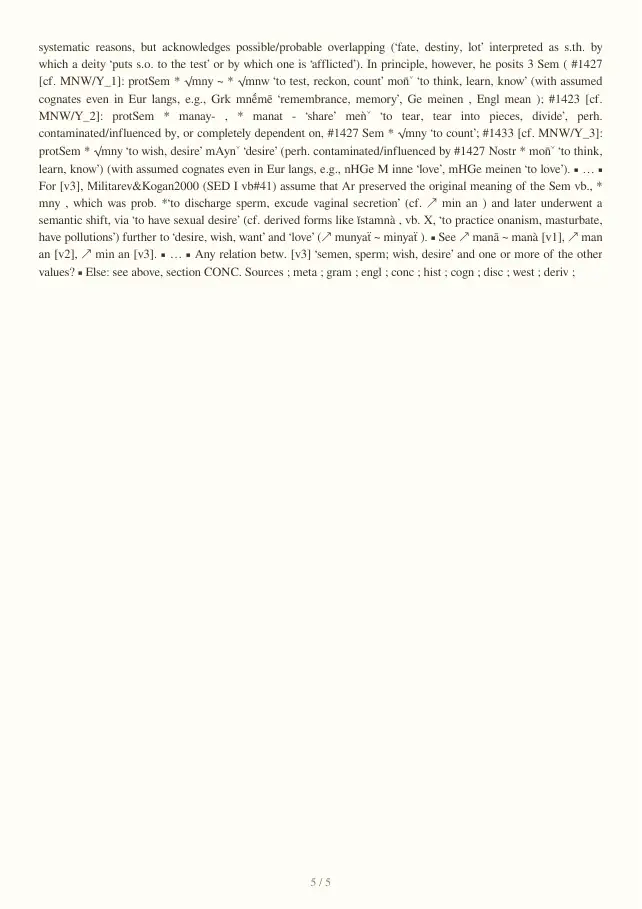 systematic reasons, but acknowledges possible/probable overlapping (‘fate, destiny, lot’ interpreted as s.th. by
which a deity ‘puts s.o. to the test’ or by which one is ‘afflicted’). In principle, however, he posits 3 Sem ( #1427
[cf. MNW/Y_1]: protSem * √mny ~ * √mnw ‘to test, reckon, count’ moñˇ ‘to think, learn, know’ (with assumed
cognates even in Eur langs, e.g., Grk mnḗmē ‘remembrance, memory’, Ge meinen , Engl mean ); #1423 [cf.
MNW/Y_2]: protSem * manay- , * manat - ‘share’ meṅˇ ‘to tear, tear into pieces, divide’, perh.
contaminated/influenced by, or completely dependent on, #1427 Sem * √mny ‘to count’; #1433 [cf. MNW/Y_3]:
protSem * √mny ‘to wish, desire’ mAynˇ ‘desire’ (perh. contaminated/influenced by #1427 Nostr * moñˇ ‘to think,
learn, know’) (with assumed cognates even in Eur langs, e.g., nHGe M inne ‘love’, mHGe meinen ‘to love’). ▪ … ▪
For [v3], Militarev&Kogan2000 (SED I vb#41) assume that Ar preserved the original meaning of the Sem vb., *
mny , which was prob. *‘to discharge sperm, excude vaginal secretion’ (cf. ↗ min an ) and later underwent a
semantic shift, via ‘to have sexual desire’ (cf. derived forms like ĭstamnà , vb. X, ‘to practice onanism, masturbate,
have pollutions’) further to ‘desire, wish, want’ and ‘love’ (↗ munyaẗ ~ minyaẗ ). ▪ See ↗ manā ~ manà [v1], ↗ man
an [v2], ↗ min an [v3]. ▪ … ▪ Any relation betw. [v3] ‘semen, sperm; wish, desire’ and one or more of the other
values? ▪ Else: see above, section CONC. Sources ; meta ; gram ; engl ; conc ; hist ; cogn ; disc ; west ; deriv ;
5 / 5